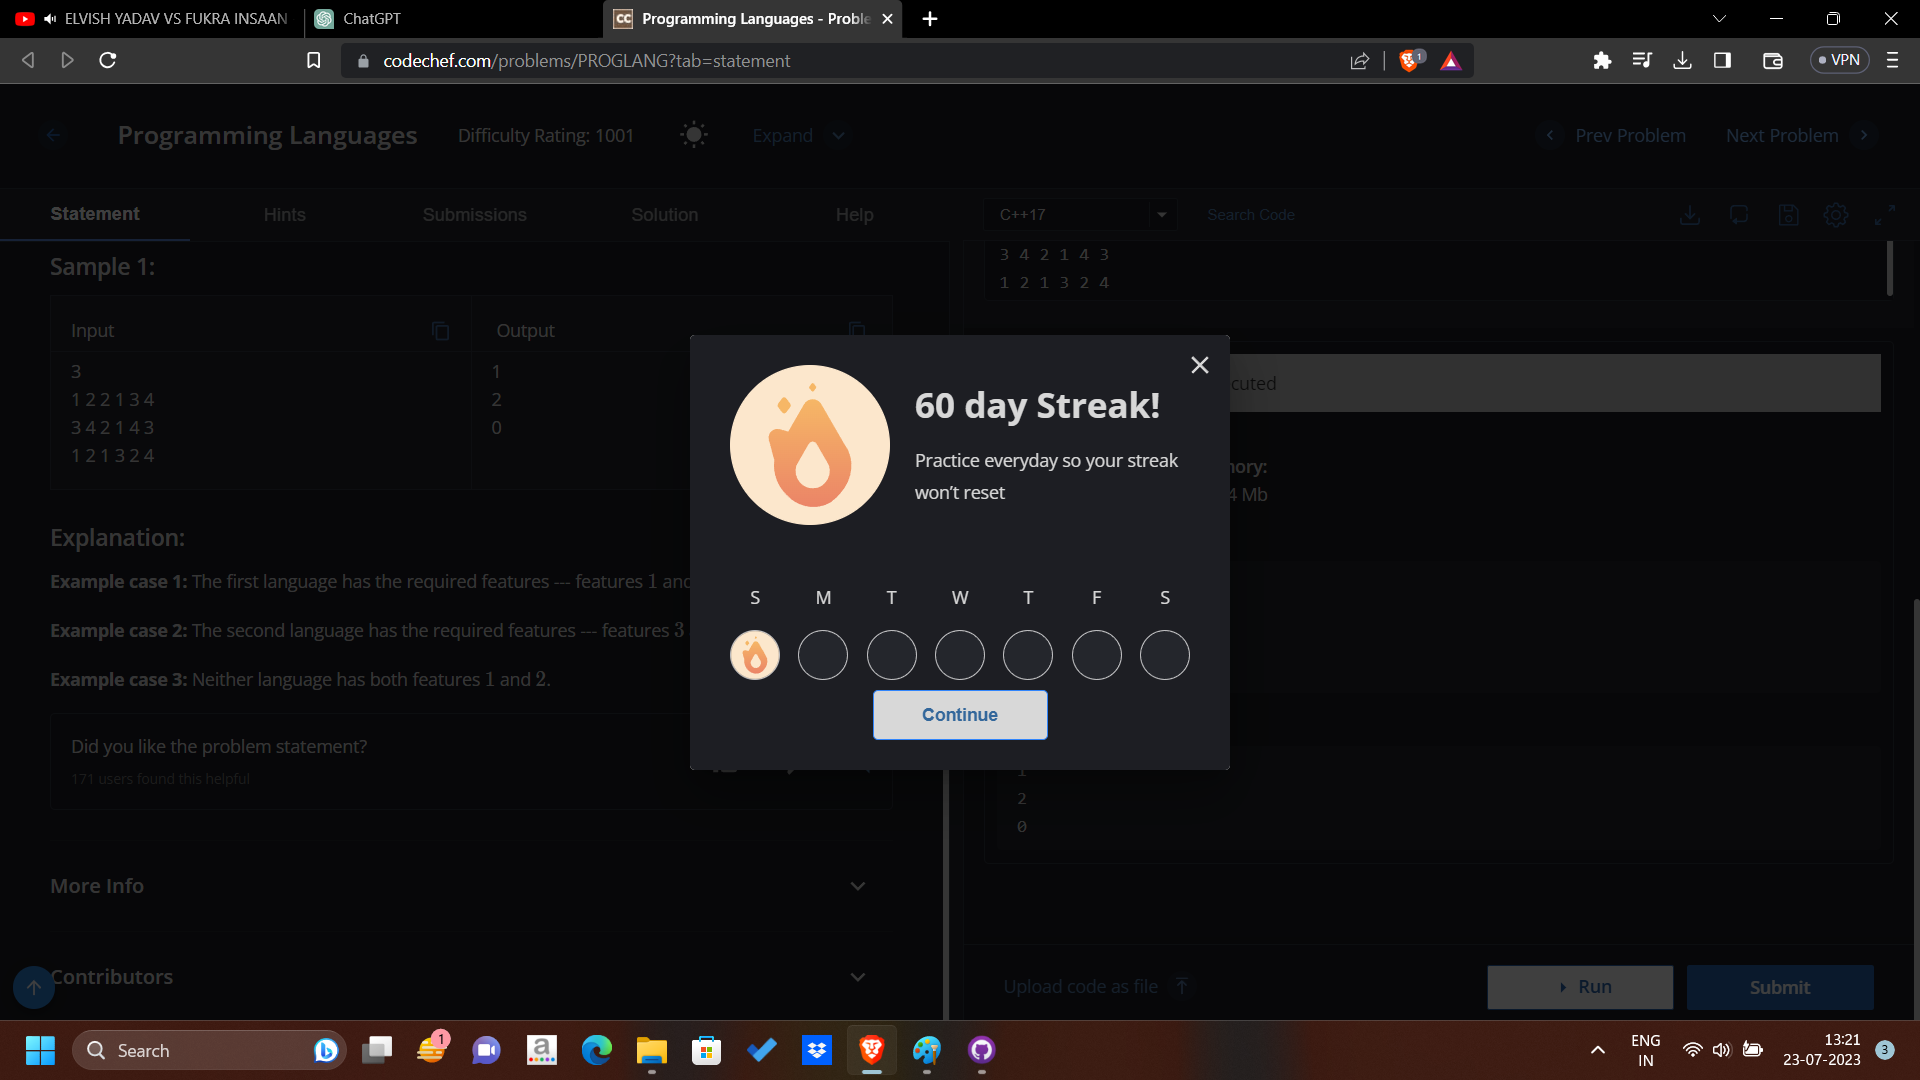 ELVISH YADAV VS FUKRA INSAAN
ChatGPT
CC Programming Languages - Proble
codechef.com/problems/PROGLANG?tab=statement
1
VPN
Programming Languages
Difficulty Rating: 1001
Expand
Prev Problem
Next Problem
Statement
Hints
Submissions
Solution
Help
C++17
Search Code
3 4 2 1 4 3
1 2 1 3 2 4
Sample 1:
Input
Output
3
1 2 2 1 3 4
3 4 2 1 4 3
1 2 1 3 2 4
1
2
0
Explanation:
Example case 1: The first language has the required features --- features 1 and
Example case 2: The second language has the required features --- features 3
Example case 3: Neither language has both features 1 and 2.
Did you like the problem statement?
171 users found this helpful
More Info
Contributors
60 day Streak!
Practice everyday so your streak
won't reset
S M T W T F S
Continue
cuted
ory:
4 Mb
1
2
0
Upload code as file
Run
Submit
Search
1
a
ENG
IN
13:21
23-07-2023
3